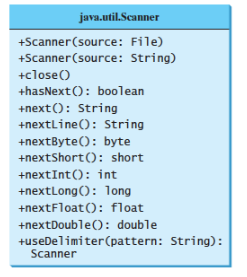 java.util.Scanner
+Scanner(source: File)
+Scanner(source: String)
+close()
+hasNext(): boolean
+next(): String
+nextLine(): String
+nextByte(): byte
+nextShort(): short
+nextInt(): int
+nextLong(): long
+nextFloat(): float
+nextDouble(): double
+useDelimiter(pattern: String):
Scanner